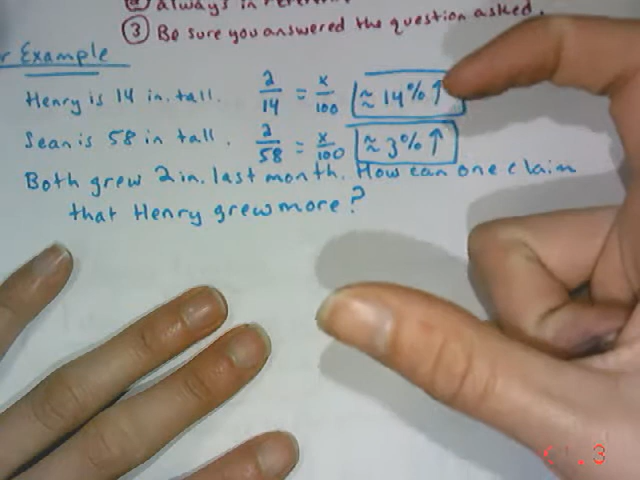 always in
③ Be sure you answered the question asked.
Example
Henry is 14 in. tall. 2/14 = x/100 ≈ 14% ↑
Sean is 58 in tall. 2/58 = x/100 ≈ 3% ↑
Both grew 2 in. last month. How can one claim
that Henry grew more?